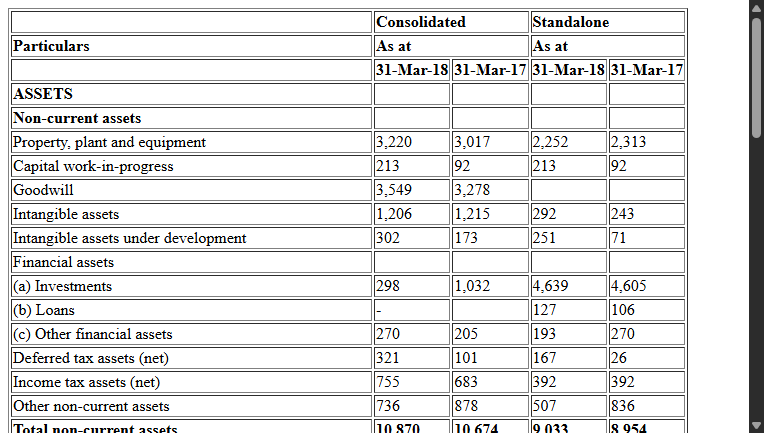 Consolidated Standalone
Particulars As at As at
31-Mar-18 31-Mar-17 31-Mar-18 31-Mar-17
ASSETS
Non-current assets
Property, plant and equipment 3,220 3,017 2,252 2,313
Capital work-in-progress 213 92 213 92
Goodwill 3,549 3,278
Intangible assets 1,206 1,215 292 243
Intangible assets under development 302 173 251 71
Financial assets
(a) Investments 298 1,032 4,639 4,605
(b) Loans - 127 106
(c) Other financial assets 270 205 193 270
Deferred tax assets (net) 321 101 167 26
Income tax assets (net) 755 683 392 392
Other non-current assets 736 878 507 836
Total non-current assets 10,870 10,674 9,033 8,954